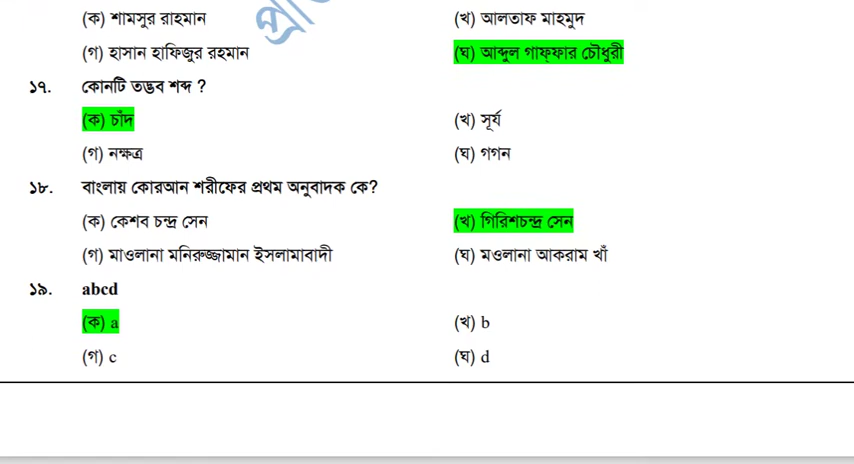 (ক) শামসুর রাহমান (খ) আলতাফ মাহমুদ
(গ) হাসান হাফিজুর রহমান (ঘ) আব্দুল গাফ্ফার চৌধুরী
১৭. কোনটি তদ্ভব শব্দ ?
(ক) চাঁদ (খ) সূর্য
(গ) নক্ষত্র (ঘ) গগন
১৮. বাংলায় কোরআন শরীফের প্রথম অনুবাদক কে?
(ক) কেশব চন্দ্র সেন (খ) গিরিশচন্দ্র সেন
(গ) মাওলানা মনিরুজ্জামান ইসলামাবাদী (ঘ) মওলানা আকরাম খাঁ
১৯. abcd
(ক) a (খ) b
(গ) c (ঘ) d